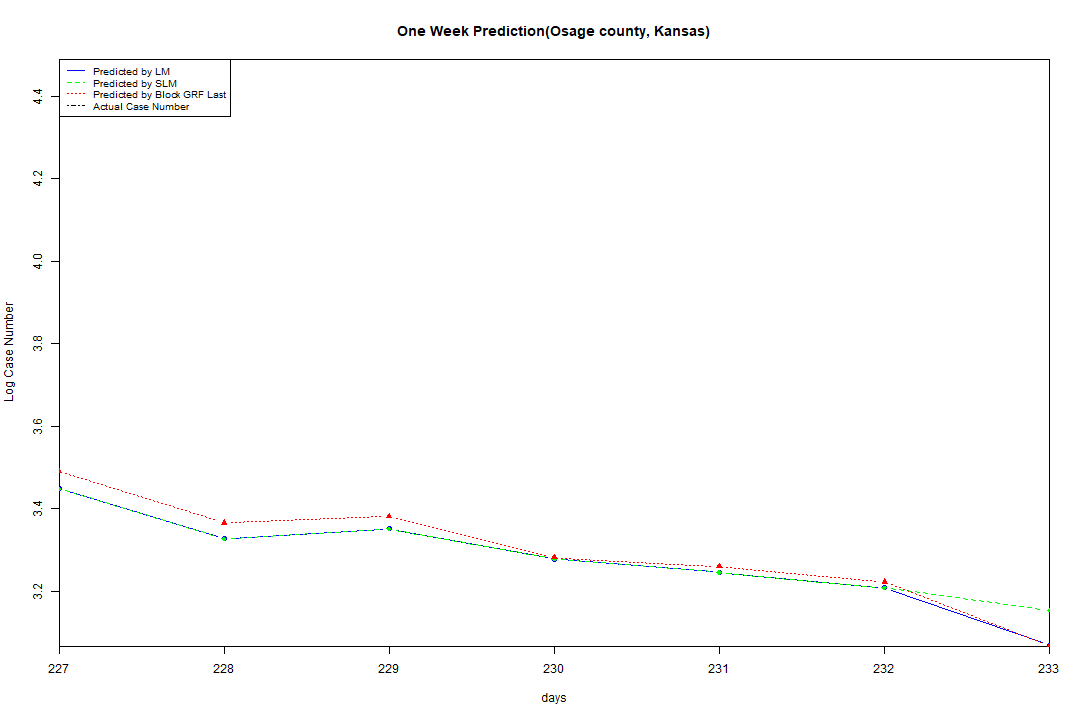 One Week Prediction(Osage county, Kansas)
Predicted by LM
Predicted by SLM
Predicted by Block GRF Last
Actual Case Number
4.4
4.2
4.0
3.8
3.6
3.4
3.2
Log Case Number
227 228 229 230 231 232 233
days